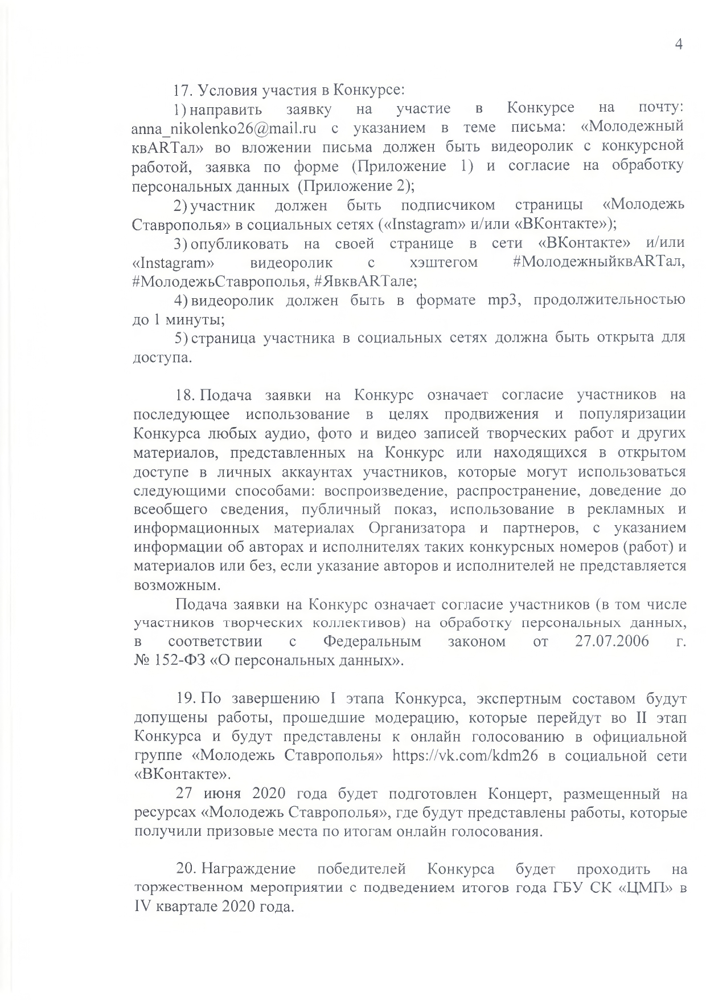 4
17. Условия участия в Конкурсе:
1) направить заявку на участие в Конкурсе на почту:
anna_nikolenko26@mail.ru с указанием в теме письма: «Молодежный
квARTал» во вложении письма должен быть видеоролик с конкурсной
работой, заявка по форме (Приложение 1) и согласие на обработку
персональных данных (Приложение 2);
2) участник должен быть подписчиком страницы «Молодежь
Ставрополья» в социальных сетях («Instagram» и/или «ВКонтакте»);
3) опубликовать на своей странице в сети «ВКонтакте» и/или
«Instagram» видеоролик с хэштегом #МолодежныйквARTал,
#МолодежьСтаврополья, #ЯвквARTале;
4) видеоролик должен быть в формате mp3, продолжительностью
до 1 минуты;
5) страница участника в социальных сетях должна быть открыта для
доступа.
18. Подача заявки на Конкурс означает согласие участников на
последующее использование в целях продвижения и популяризации
Конкурса любых аудио, фото и видео записей творческих работ и других
материалов, представленных на Конкурс или находящихся в открытом
доступе в личных аккаунтах участников, которые могут использоваться
следующими способами: воспроизведение, распространение, доведение до
всеобщего сведения, публичный показ, использование в рекламных и
информационных материалах Организатора и партнеров, с указанием
информации об авторах и исполнителях таких конкурсных номеров (работ) и
материалов или без, если указание авторов и исполнителей не представляется
возможным.
Подача заявки на Конкурс означает согласие участников (в том числе
участников творческих коллективов) на обработку персональных данных,
в соответствии с Федеральным законом от 27.07.2006 г.
№ 152-ФЗ «О персональных данных».
19. По завершению I этапа Конкурса, экспертным составом будут
допущены работы, прошедшие модерацию, которые перейдут во II этап
Конкурса и будут представлены к онлайн голосованию в официальной
группе «Молодежь Ставрополья» https://vk.com/kdm26 в социальной сети
«ВКонтакте».
27 июня 2020 года будет подготовлен Концерт, размещенный на
ресурсах «Молодежь Ставрополья», где будут представлены работы, которые
получили призовые места по итогам онлайн голосования.
20. Награждение победителей Конкурса будет проходить на
торжественном мероприятии с подведением итогов года ГБУ СК «ЦМП» в
IV квартале 2020 года.